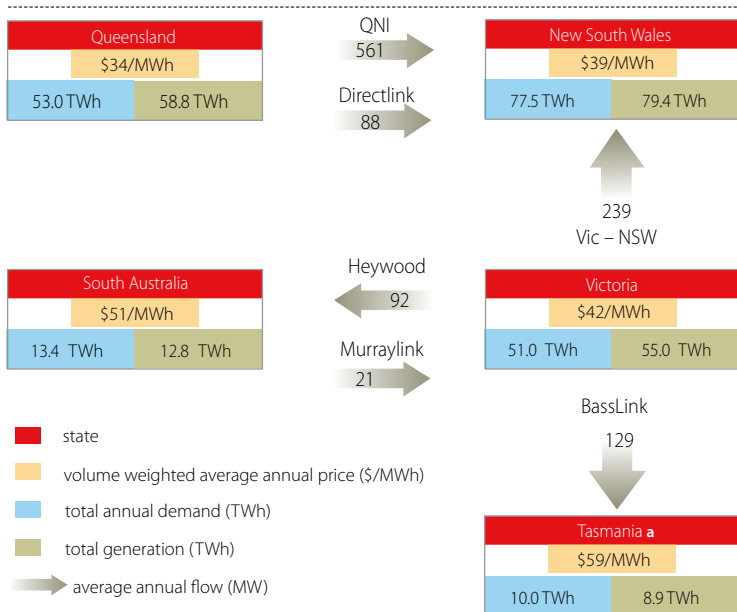 Queensland
$34/MWh
53.0 TWh 58.8 TWh
QNI
561
Directlink
88
New South Wales
$39/MWh
77.5 TWh 79.4 TWh
239
Vic – NSW
South Australia
$51/MWh
13.4 TWh 12.8 TWh
Heywood
92
Murraylink
21
Victoria
$42/MWh
51.0 TWh 55.0 TWh
BassLink
129
Tasmania a
$59/MWh
10.0 TWh 8.9 TWh
state
volume weighted average annual price ($/MWh)
total annual demand (TWh)
total generation (TWh)
average annual flow (MW)